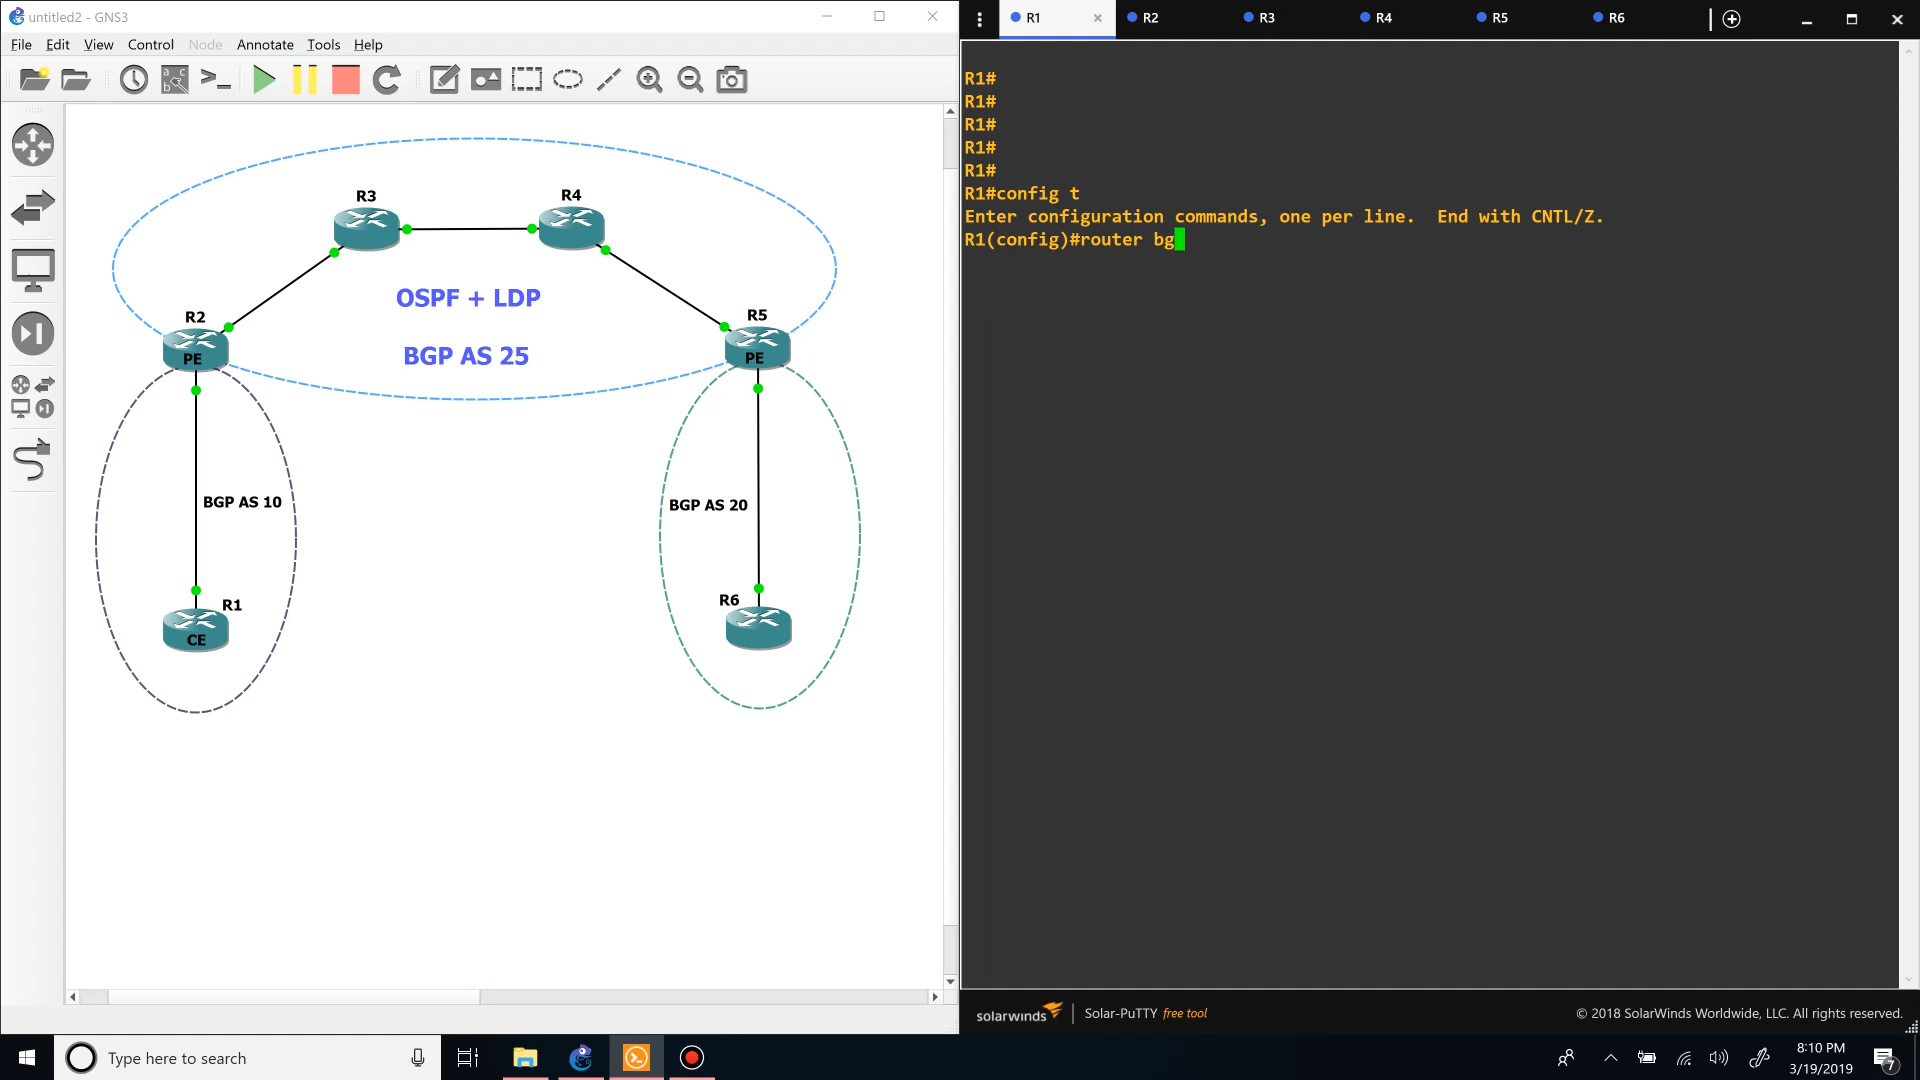 untitled2 - GNS3
File Edit View Control Node Annotate Tools Help
R3
R4
OSPF + LDP
R2
PE
R5
PE
BGP AS 25
BGP AS 10
BGP AS 20
R1
CE
R6
R1
R2
R3
R4
R5
R6
R1#
R1#
R1#
R1#
R1#
R1#config t
Enter configuration commands, one per line.  End with CNTL/Z.
R1(config)#router bg
solarwinds
Solar-PuTTY free tool
© 2018 SolarWinds Worldwide, LLC. All rights reserved.
Type here to search
8:10 PM
3/19/2019
7